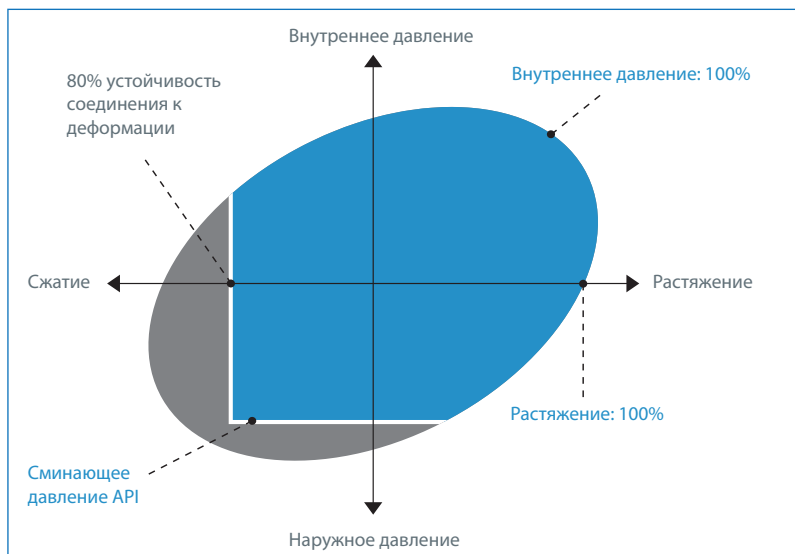 Внутреннее давление
80% устойчивость
соединения к
деформации
Внутреннее давление: 100%
Сжатие
Растяжение
Растяжение: 100%
Сминающее
давление API
Наружное давление